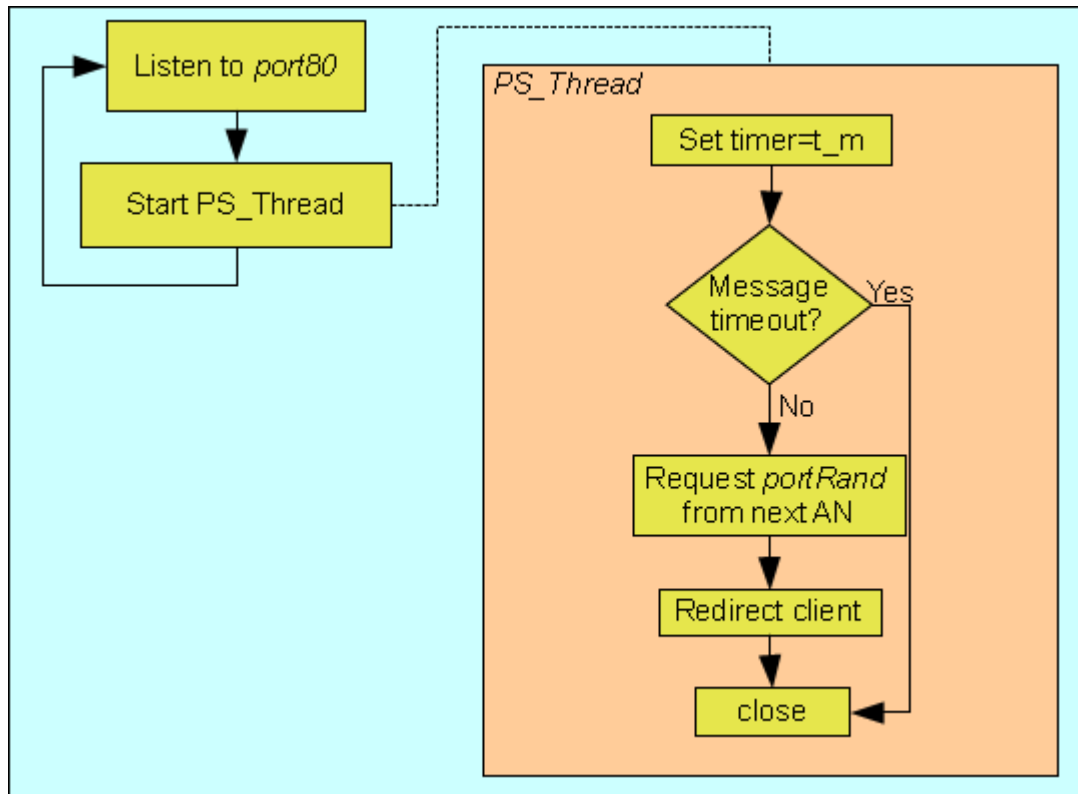 Listen to port80
Start PS_Thread
PS_Thread
Set timer=t_m
Message
timeout?
Yes
No
Request portRand
from next AN
Redirect client
close